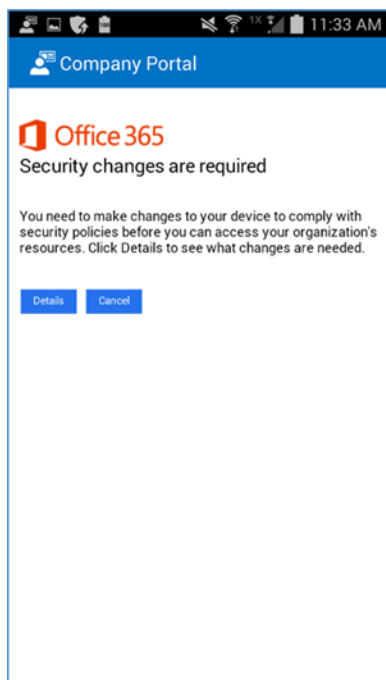 1X 11:33 AM
Company Portal
Office 365
Security changes are required
You need to make changes to your device to comply with
security policies before you can access your organization's
resources. Click Details to see what changes are needed.
Details Cancel